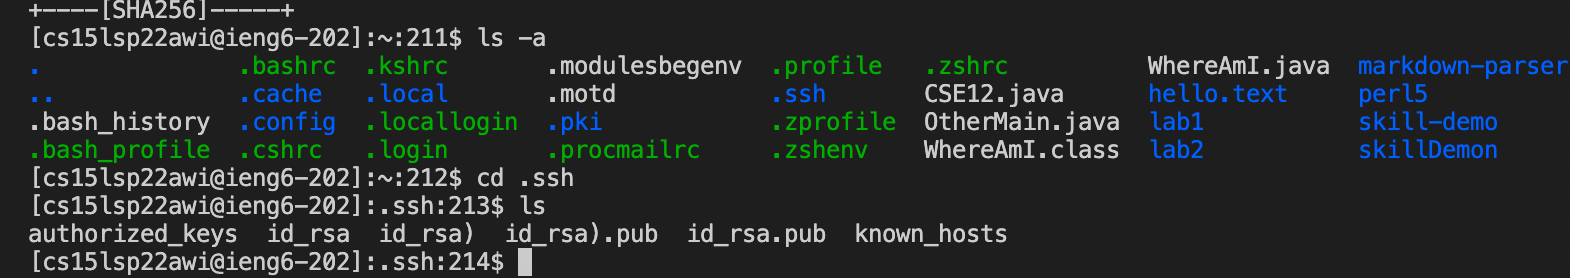 +----[SHA256]-----+
[cs15lsp22awi@ieng6-202]:~:211$ ls -a
. .bashrc .kshrc .modulesbegenv .profile .zshrc WhereAmI.java markdown-parser
.. .cache .local .motd .ssh CSE12.java hello.text perl5
.bash_history .config .locallogin .pki .zprofile OtherMain.java lab1 skill-demo
.bash_profile .cshrc .login .procmailrc .zshenv WhereAmI.class lab2 skillDemon
[cs15lsp22awi@ieng6-202]:~:212$ cd .ssh
[cs15lsp22awi@ieng6-202]:.ssh:213$ ls
authorized_keys id_rsa id_rsa) id_rsa).pub id_rsa.pub known_hosts
[cs15lsp22awi@ieng6-202]:.ssh:214$